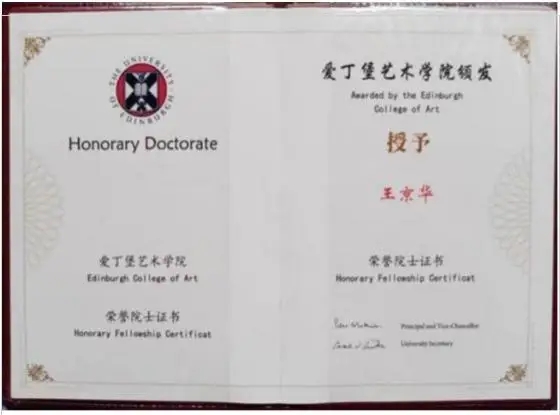 THE UNIVERSITY OF EDINBURGH
Honorary Doctorate
爱丁堡艺术学院
Edinburgh College of Art
荣誉院士证书
Honorary Fellowship Certificat
爱丁堡艺术学院颁发
Awarded by the Edinburgh
College of Art
授予
王京华
荣誉院士证书
Honorary Fellowship Certificat
Principal and Vice-Chancellor
University Secretary